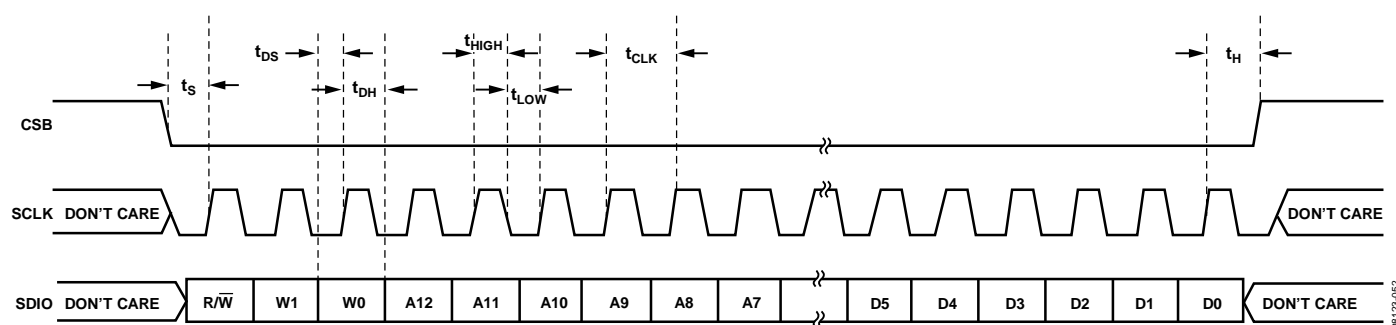 tDS
tHIGH
tCLK
tH
tS
tDH
tLOW
CSB
SCLK DON'T CARE
DON'T CARE
SDIO DON'T CARE R/W̅ W1 W0 A12 A11 A10 A9 A8 A7 D5 D4 D3 D2 D1 D0 DON'T CARE